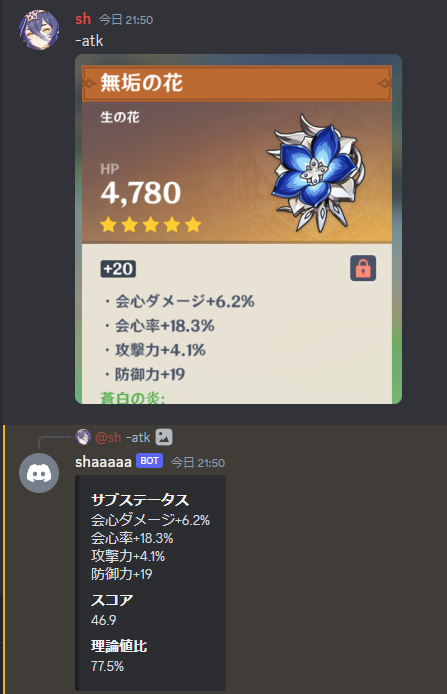 sh 今日 21:50
-atk
無垢の花
生の花
HP
4,780
+20
・会心ダメージ+6.2%
・会心率+18.3%
・攻撃力+4.1%
・防御力+19
蒼白の炎:
@sh -atk
shaaaaa BOT 今日 21:50
サブステータス
会心ダメージ+6.2%
会心率+18.3%
攻撃力+4.1%
防御力+19
スコア
46.9
理論値比
77.5%